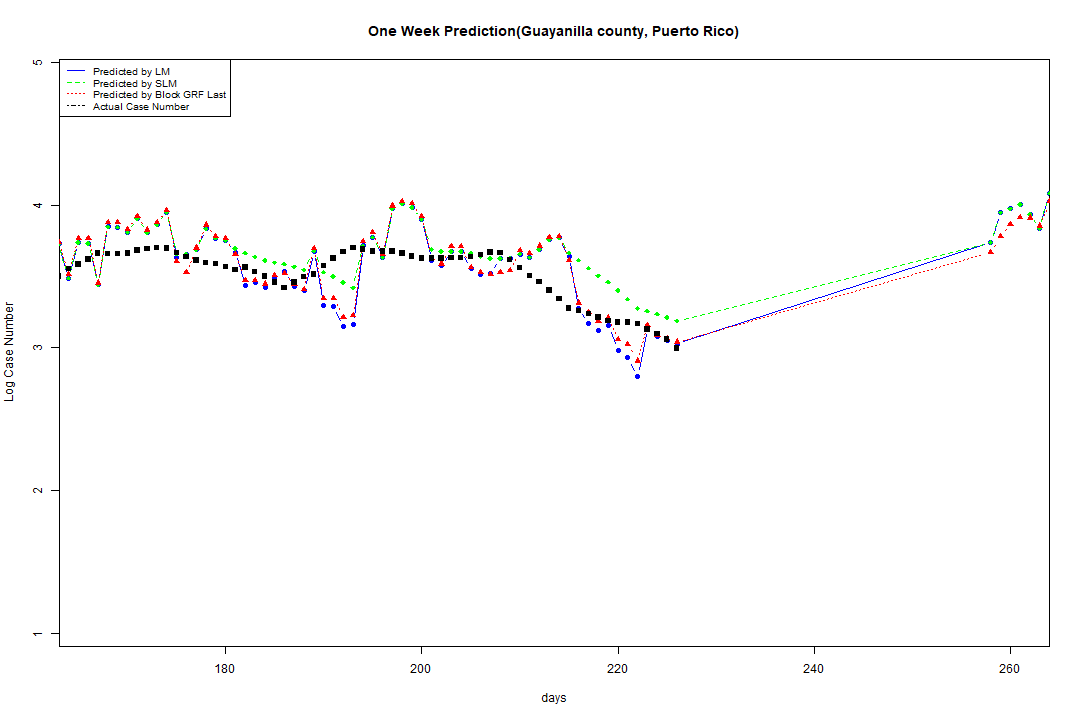 One Week Prediction(Guayanilla county, Puerto Rico)
Predicted by LM
Predicted by SLM
Predicted by Block GRF Last
Actual Case Number
5
4
3
2
1
Log Case Number
180 200 220 240 260
days